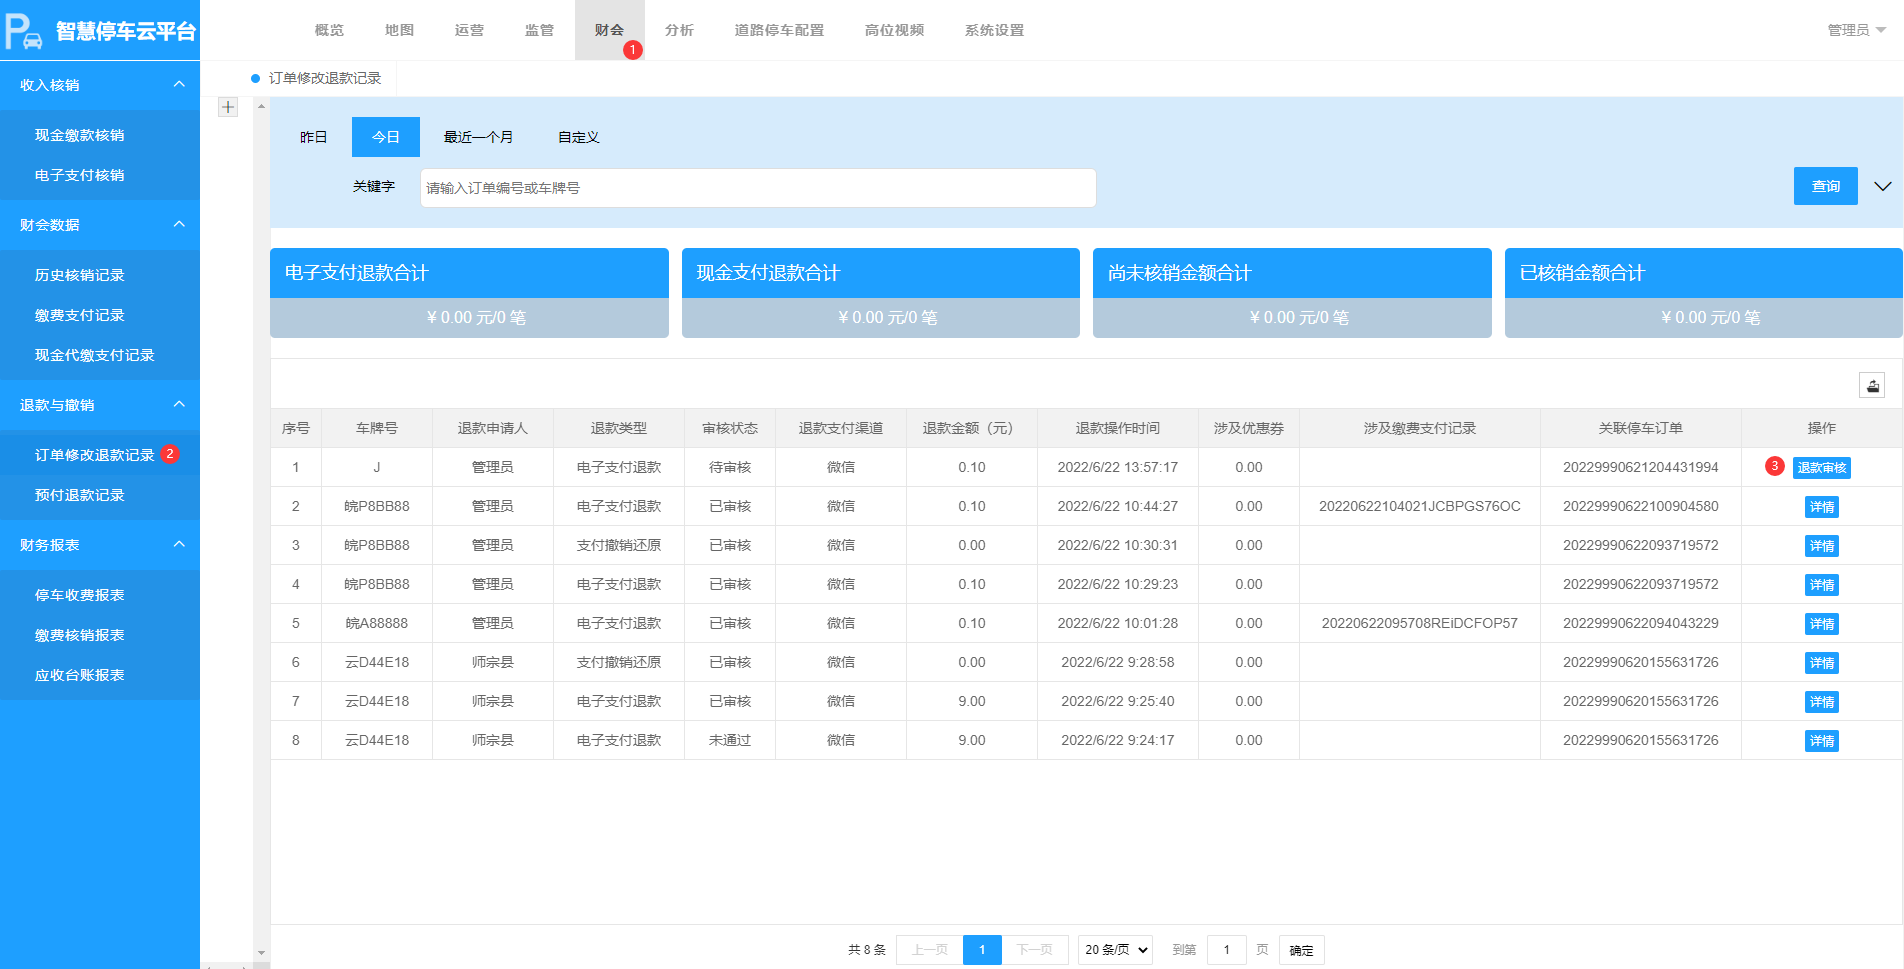 智慧停车云平台
概览 地图 运营 监管 财会 1 分析 道路停车配置 高位视频 系统设置 管理员
收入核销
现金缴款核销
电子支付核销
财会数据
历史核销记录
缴费支付记录
现金代缴支付记录
退款与撤销
订单修改退款记录 2
预付退款记录
财务报表
停车收费报表
缴费核销报表
应收台账报表
订单修改退款记录
昨日 今日 最近一个月 自定义
关键字 请输入订单编号或车牌号 查询
电子支付退款合计 现金支付退款合计 尚未核销金额合计 已核销金额合计
¥ 0.00 元/0 笔 ¥ 0.00 元/0 笔 ¥ 0.00 元/0 笔 ¥ 0.00 元/0 笔
序号 车牌号 退款申请人 退款类型 审核状态 退款支付渠道 退款金额（元） 退款操作时间 涉及优惠券 涉及缴费支付记录 关联停车订单 操作
1 J 管理员 电子支付退款 待审核 微信 0.10 2022/6/22 13:57:17 0.00 20229990621204431994 3 退款审核
2 皖P8BB88 管理员 电子支付退款 已审核 微信 0.10 2022/6/22 10:44:27 0.00 20220622104021JCBPGS76OC 20229990622100904580 详情
3 皖P8BB88 管理员 支付撤销还原 已审核 微信 0.00 2022/6/22 10:30:31 0.00 20229990622093719572 详情
4 皖P8BB88 管理员 电子支付退款 已审核 微信 0.10 2022/6/22 10:29:23 0.00 20229990622093719572 详情
5 皖A88888 管理员 电子支付退款 已审核 微信 0.10 2022/6/22 10:01:28 0.00 20220622095708REiDCFOP57 20229990622094043229 详情
6 云D44E18 师宗县 支付撤销还原 已审核 微信 0.00 2022/6/22 9:28:58 0.00 20229990620155631726 详情
7 云D44E18 师宗县 电子支付退款 已审核 微信 9.00 2022/6/22 9:25:40 0.00 20229990620155631726 详情
8 云D44E18 师宗县 电子支付退款 未通过 微信 9.00 2022/6/22 9:24:17 0.00 20229990620155631726 详情
共 8 条 上一页 1 下一页 20 条/页 到第 1 页 确定